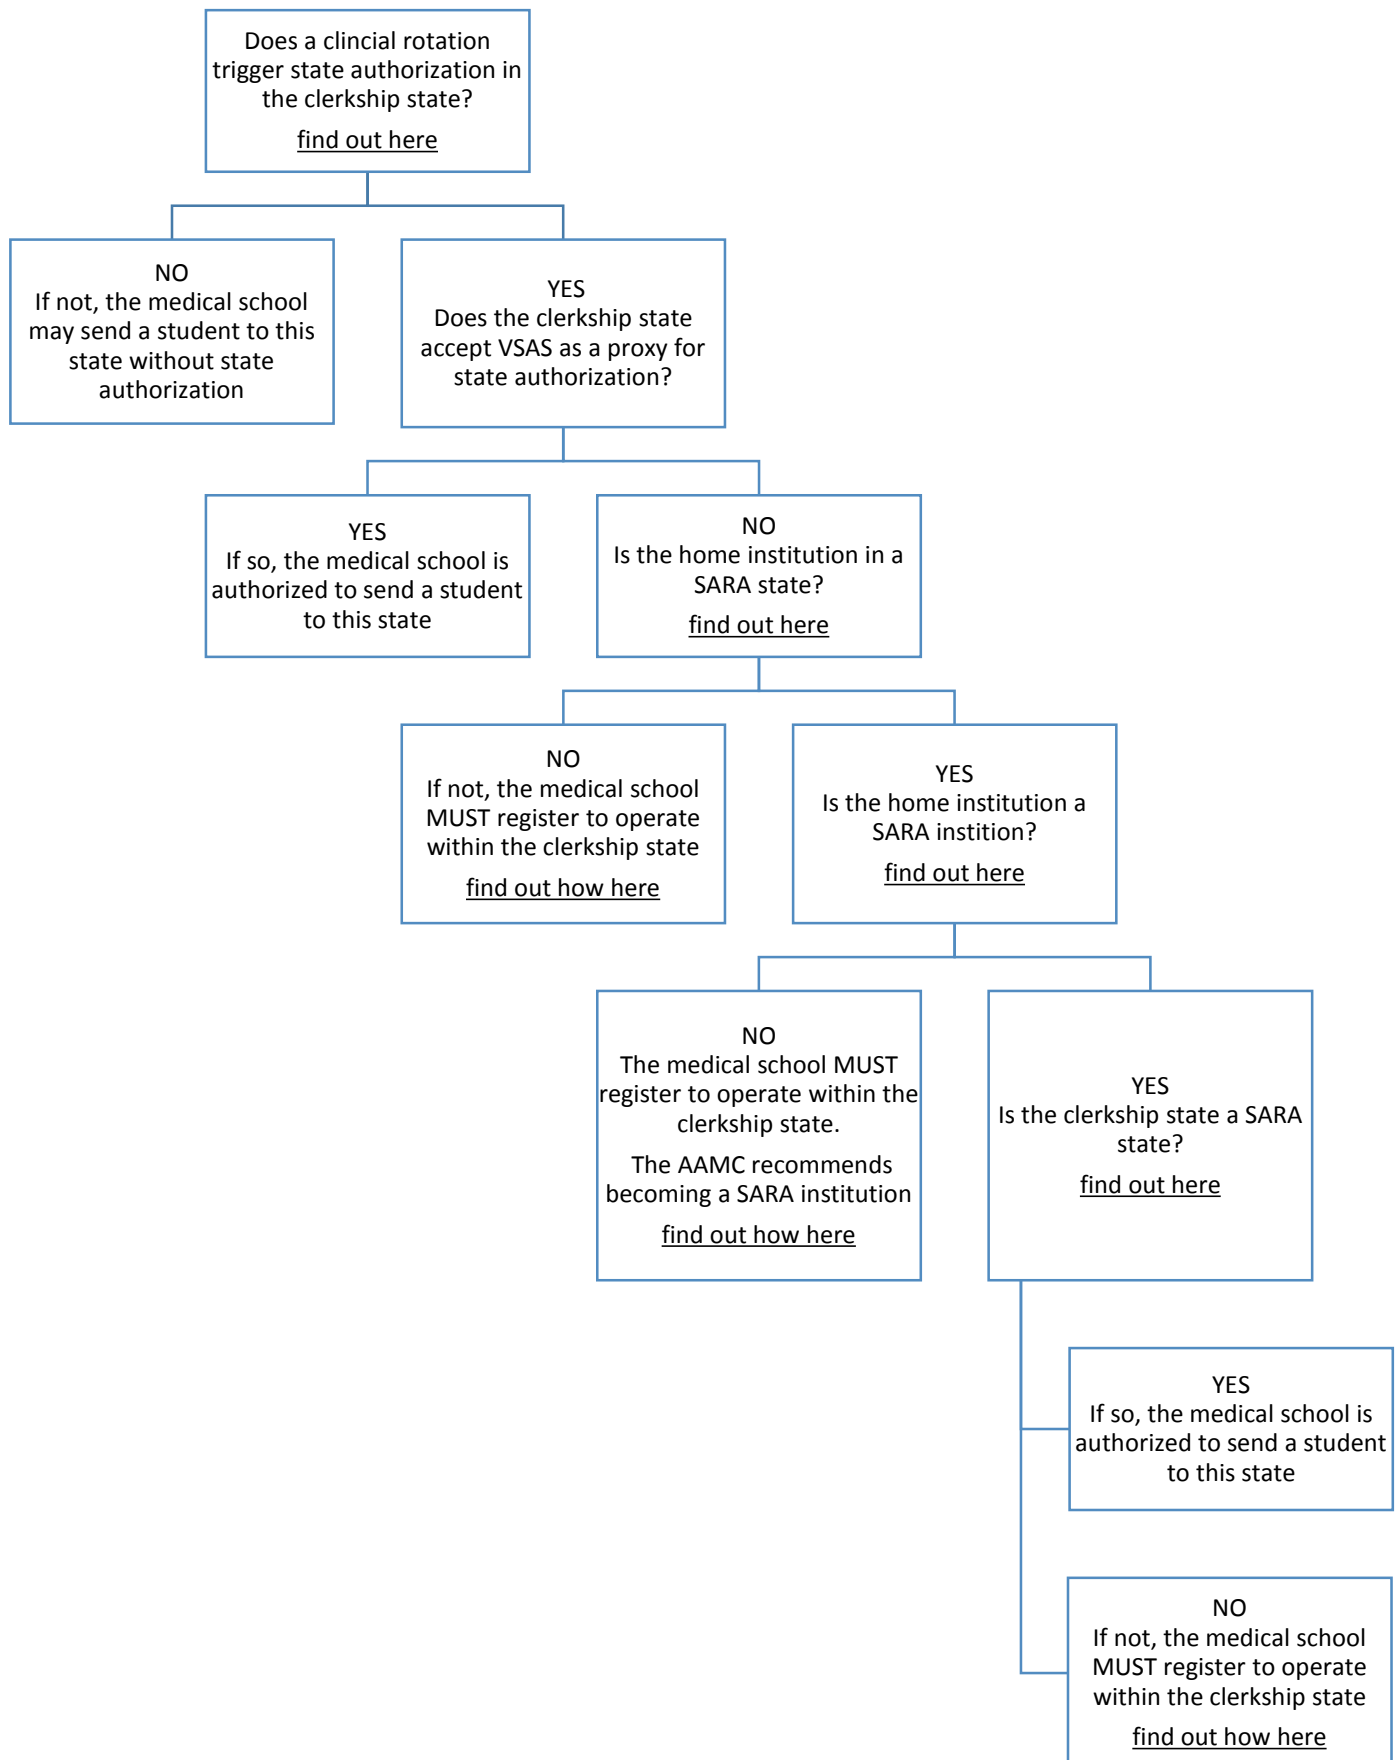 Does a clincial rotation
trigger state authorization in
the clerkship state?
find out here
NO
If not, the medical school
may send a student to this
state without state
authorization
YES
Does the clerkship state
accept VSAS as a proxy for
state authorization?
YES
If so, the medical school is
authorized to send a student
to this state
NO
Is the home institution in a
SARA state?
find out here
NO
If not, the medical school
MUST register to operate
within the clerkship state
find out how here
YES
Is the home institution a
SARA instition?
find out here
NO
The medical school MUST
register to operate within the
clerkship state.
The AAMC recommends
becoming a SARA institution
find out how here
YES
Is the clerkship state a SARA
state?
find out here
YES
If so, the medical school is
authorized to send a student
to this state
NO
If not, the medical school
MUST register to operate
within the clerkship state
find out how here